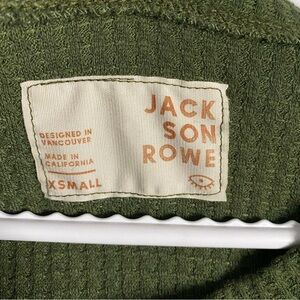 JACK
SON
ROWE
DESIGNED IN
VANCOUVER
MADE IN
CALIFORNIA
XSMALL